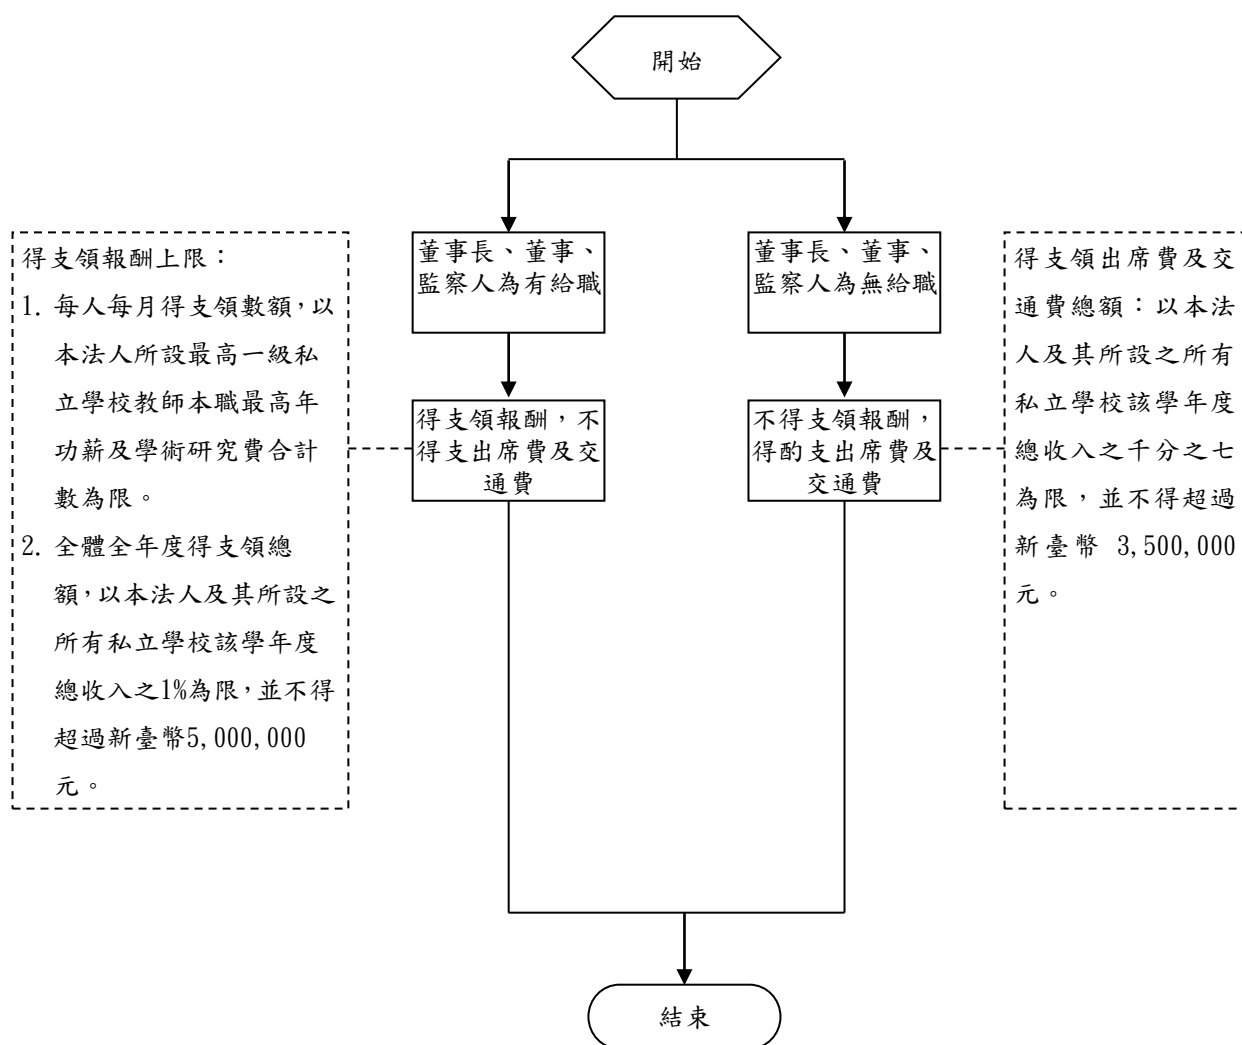 開始
得支領報酬上限：
1. 每人每月得支領數額，以
本法人所設最高一級私
立學校教師本職最高年
功薪及學術研究費合計
數為限。
2. 全體全年度得支領總
額，以本法人及其所設之
所有私立學校該學年度
總收入之1%為限，並不得
超過新臺幣5,000,000
元。
董事長、董事、
監察人為有給職
得支領報酬，不
得支出席費及交
通費
董事長、董事、
監察人為無給職
不得支領報酬，
得酌支出席費及
交通費
得支領出席費及交
通費總額：以本法
人及其所設之所有
私立學校該學年度
總收入之千分之七
為限，並不得超過
新臺幣 3,500,000
元。
結束